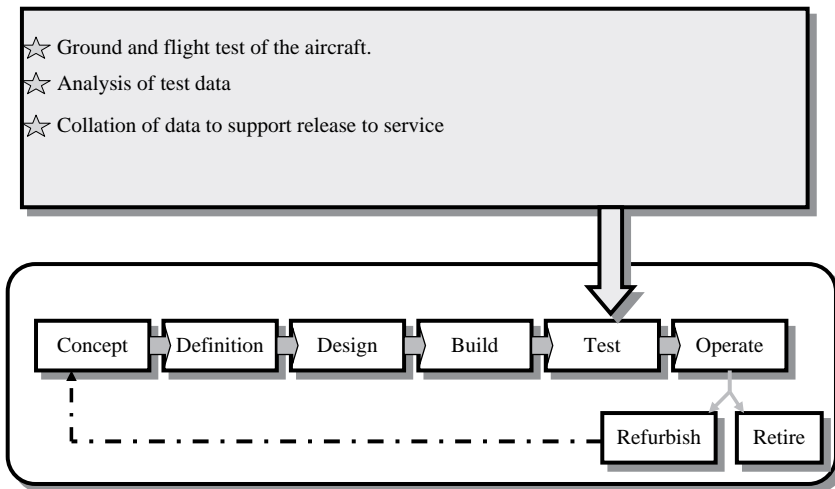 Ground and flight test of the aircraft.
Analysis of test data
Collation of data to support release to service
Concept Definition Design Build Test Operate
Refurbish Retire